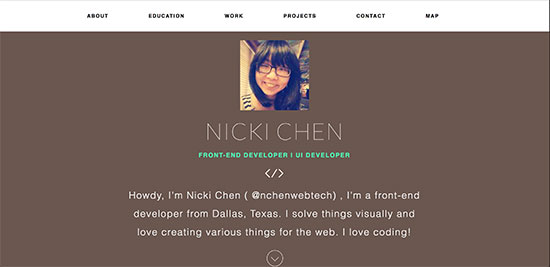 ABOUT EDUCATION WORK PROJECTS CONTACT MAP
NICKI CHEN
FRONT-END DEVELOPER I UI DEVELOPER
</>
Howdy, I'm Nicki Chen ( @nchenwebtech) , I'm a front-end
developer from Dallas, Texas. I solve things visually and
love creating various things for the web. I love coding!